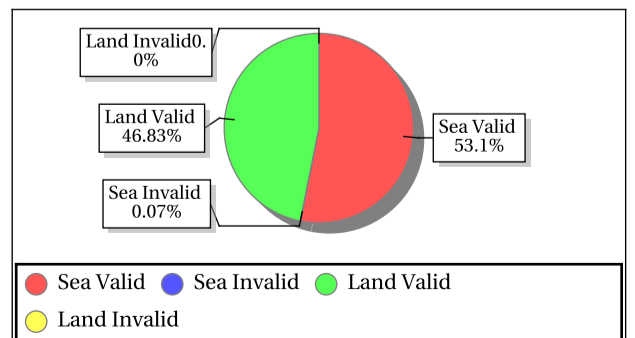 Land Invalid0.
0%
Land Valid
46.83%
Sea Valid
53.1%
Sea Invalid
0.07%
Sea Valid Sea Invalid Land Valid
Land Invalid